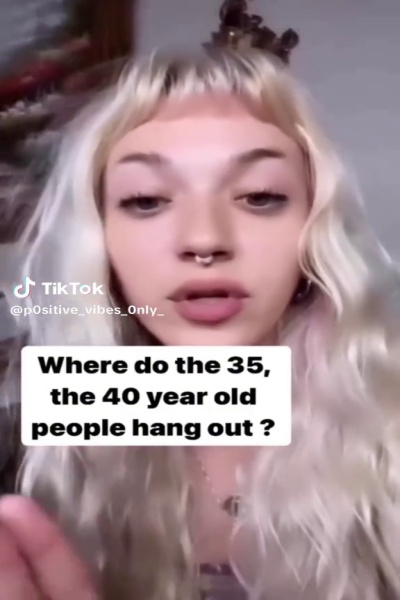 TikTok
@p0sitive_vibes_0nly_
Where do the 35,
the 40 year old
people hang out ?